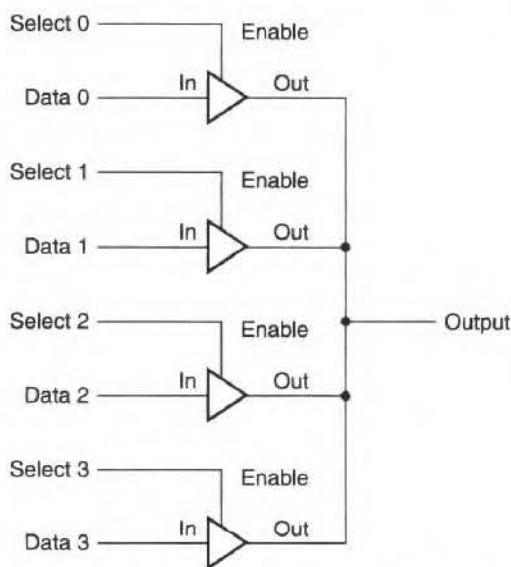 Select 0
Enable
In
Out
Data 0
Select 1
Enable
In
Out
Data 1
Select 2
Enable
Output
In
Out
Data 2
Select 3
Enable
In
Out
Data 3